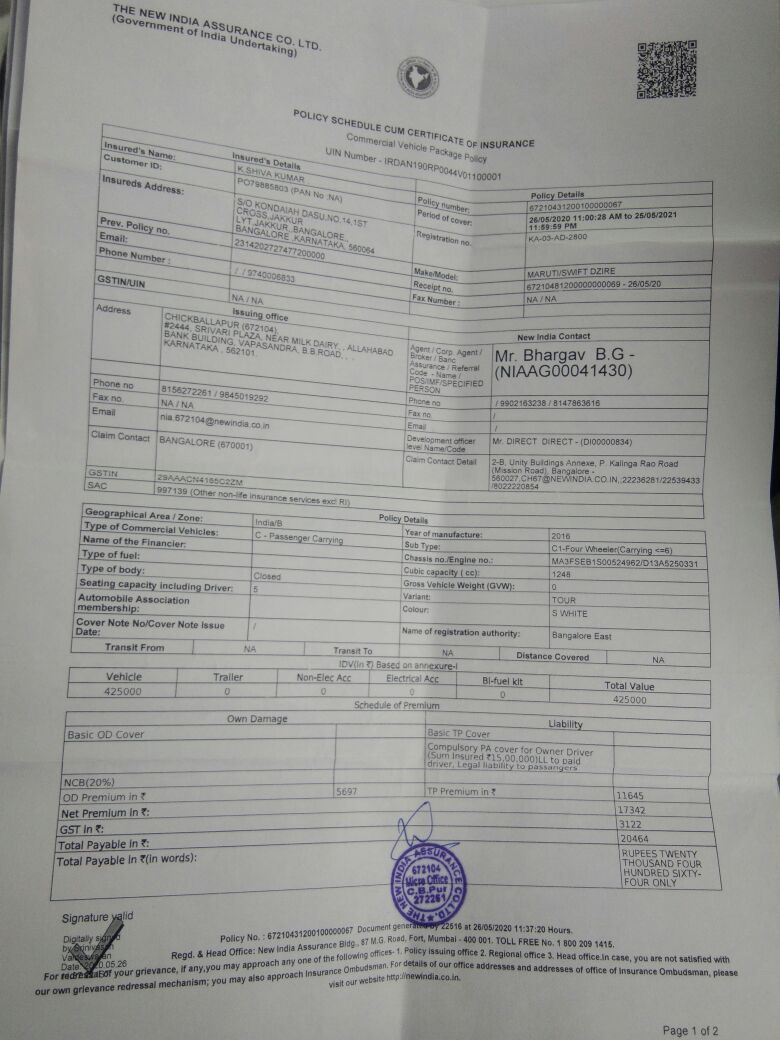 THE NEW INDIA ASSURANCE CO. LTD.
(Government of India Undertaking)
POLICY SCHEDULE CUM CERTIFICATE OF INSURANCE
Commercial Vehicle Package Policy
UIN Number - IRDAN190RP0044V01100001
Insured's Details
Policy Details
Insured's Name: K.SHIVA KUMAR
Customer ID: PO79885803 (PAN No :NA)
Policy number: 67210431200100000067
Insureds Address: S/O KONDAIAH DASU,NO,14,1ST
CROSS,JAKKUR
LYT,JAKKUR, BANGALORE,
BANGALORE ,KARNATAKA, 560064
Period of cover: 26/05/2020 11:00:28 AM to 25/05/2021
11:59:59 PM
Registration no. KA-03-AD-2800
Prev. Policy no. 2314202727477200000
Make/Model: MARUTI/SWIFT DZIRE
Email:
Receipt no. 67210481200000000069 - 26/05/20
Phone Number : / / 9740006833
Fax Number : NA / NA
GSTIN/UIN NA / NA
Issuing office
New India Contact
Address CHICKBALLAPUR (672104)
#2444, SRIVARI PLAZA, NEAR MILK DAIRY, , ALLAHABAD
BANK BUILDING, VAPASANDRA, B.B.ROAD, , ,
KARNATAKA , 562101.
Agent / Corp. Agent /
Broker / Banc
Assurance / Referral
Code - Name /
POS/IMF/SPECIFIED
PERSON
Mr. Bhargav B.G -
(NIAAG00041430)
Phone no 8156272261 / 9845019292
Phone no / 9902163238 / 8147863616
Fax no. NA / NA
Fax no. /
Email nia.672104@newindia.co.in
Email /
Claim Contact BANGALORE (670001)
Development officer
level Name/Code
Mr. DIRECT DIRECT - (DI00000834)
Claim Contact Detail 2-B, Unity Buildings Annexe, P. Kalinga Rao Road
(Mission Road), Bangalore -
560027,CH67@NEWINDIA.CO.IN,:22236281/22539433
/8022220854
GSTIN 29AAACN4165C2ZM
SAC 997139 (Other non-life insurance services excl RI)
Policy Details
Geographical Area / Zone: India/B
Year of manufacture: 2016
Type of Commercial Vehicles: C - Passenger Carrying
Sub Type: C1-Four Wheeler(Carrying <=6)
Name of the Financier:
Chassis no./Engine no.: MA3FSEB1S00524962/D13A5250331
Type of fuel:
Cubic capacity ( cc): 1248
Type of body: Closed
Gross Vehicle Weight (GVW): 0
Seating capacity including Driver: 5
Variant: TOUR
Automobile Association
membership:
Colour: S WHITE
Cover Note No/Cover Note Issue
Date: /
Name of registration authority: Bangalore East
Transit From NA Transit To NA Distance Covered NA
IDV(in ₹) Based on annexure-I
Vehicle Trailer Non-Elec Acc Electrical Acc Bi-fuel kit Total Value
425000 0 0 0 0 425000
Schedule of Premium
Own Damage Liability
Basic OD Cover Basic TP Cover
Compulsory PA cover for Owner Driver
(Sum Insured ₹15,00,000)LL to paid
driver, Legal liability to passengers
NCB(20%)
OD Premium in ₹ 5697 TP Premium in ₹ 11645
Net Premium in ₹: 17342
GST in ₹: 3122
Total Payable in ₹: 20464
Total Payable in ₹(in words): RUPEES TWENTY
THOUSAND FOUR
HUNDRED SIXTY-
FOUR ONLY
THE NEW INDIA ASSURANCE CO.LTD.
672104
Micro Office
C.B.Pur
272261
Signature valid
Digitally signed
by Srinivasan
Date: 2020.05.26
Policy No. : 67210431200100000067 Document generated by 22516 at 26/05/2020 11:37:20 Hours.
Regd. & Head Office: New India Assurance Bldg., 87 M.G. Road, Fort, Mumbai - 400 001. TOLL FREE No. 1 800 209 1415.
For redressal of your grievance, if any,you may approach any one of the following offices- 1. Policy issuing office 2. Regional office 3. Head office.In case, you are not satisfied with
our own grievance redressal mechanism; you may also approach Insurance Ombudsman. For details of our office addresses and addresses of office of Insurance Ombudsman, please
visit our website http://newindia.co.in.
Page 1 of 2